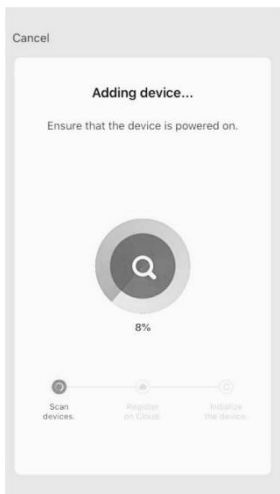 Cancel
Adding device...
Ensure that the device is powered on.
8%
Scan
devices.
Register
on Cloud.
Initialize
the device.